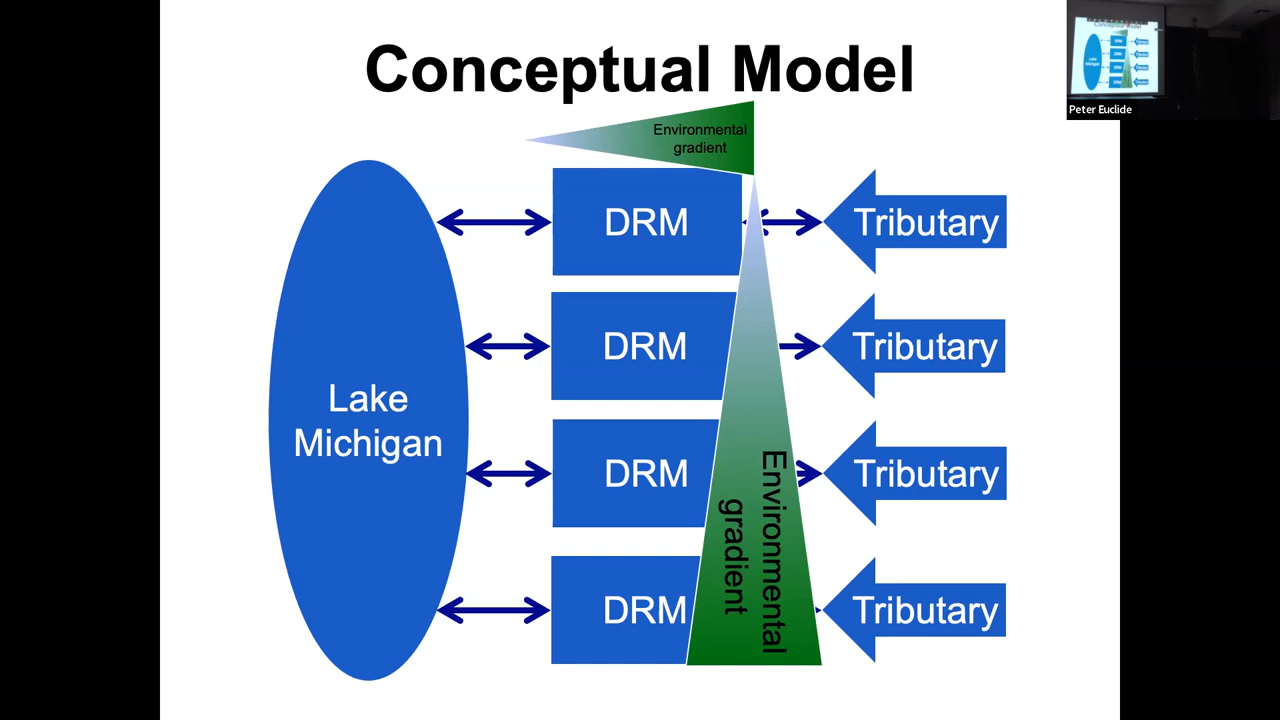 Conceptual Model
Peter Euclide
Environmental
gradient
DRM
Tributary
DRM
Tributary
Lake
Michigan
DRM
Tributary
Environmental
gradient
DRM
Tributary